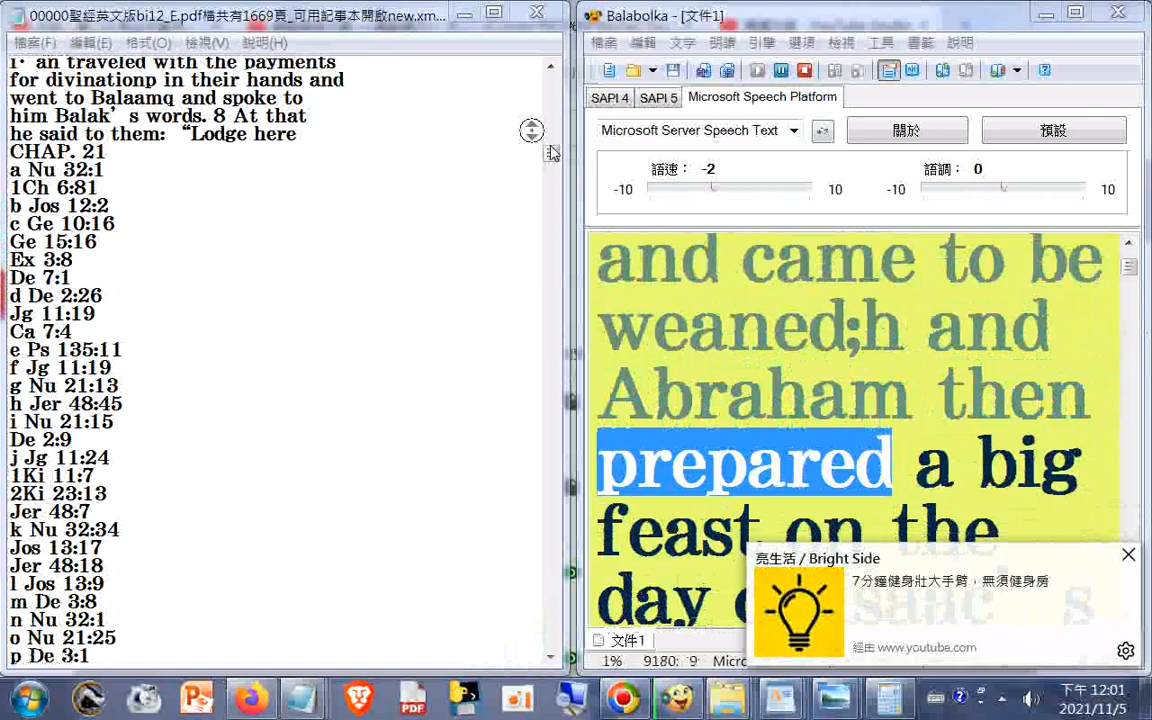 00000聖經英文版bi12_E.pdf檔共有1669頁_可用記事本開啟new.xm...
檔案(F) 編輯(E) 格式(O) 檢視(V) 說明(H)
i· an traveled with the payments
for divinationp in their hands and
went to Balaamq and spoke to
him Balak’s words. 8 At that
he said to them: “Lodge here
CHAP. 21
a Nu 32:1
1Ch 6:81
b Jos 12:2
c Ge 10:16
Ge 15:16
Ex 3:8
De 7:1
d De 2:26
Jg 11:19
Ca 7:4
e Ps 135:11
f Jg 11:19
g Nu 21:13
h Jer 48:45
i Nu 21:15
De 2:9
j Jg 11:24
1Ki 11:7
2Ki 23:13
Jer 48:7
k Nu 32:34
Jos 13:17
Jer 48:18
l Jos 13:9
m De 3:8
n Nu 32:1
o Nu 21:25
p De 3:1
Balabolka - [文件1]
檔案 編輯 文字 朗讀 引擎 選項 檢視 工具 書籤 說明
SAPI 4 SAPI 5 Microsoft Speech Platform
Microsoft Server Speech Text 關於 預設
語速： -2 語調： 0
-10 10 -10 10
and came to be
weaned;h and
Abraham then
prepared a big
feast on the
day
文件1
1% 9180: 9
亮生活 / Bright Side
7分鐘健身壯大手臂，無須健身房
經由 www.youtube.com
下午 12:01
2021/11/5